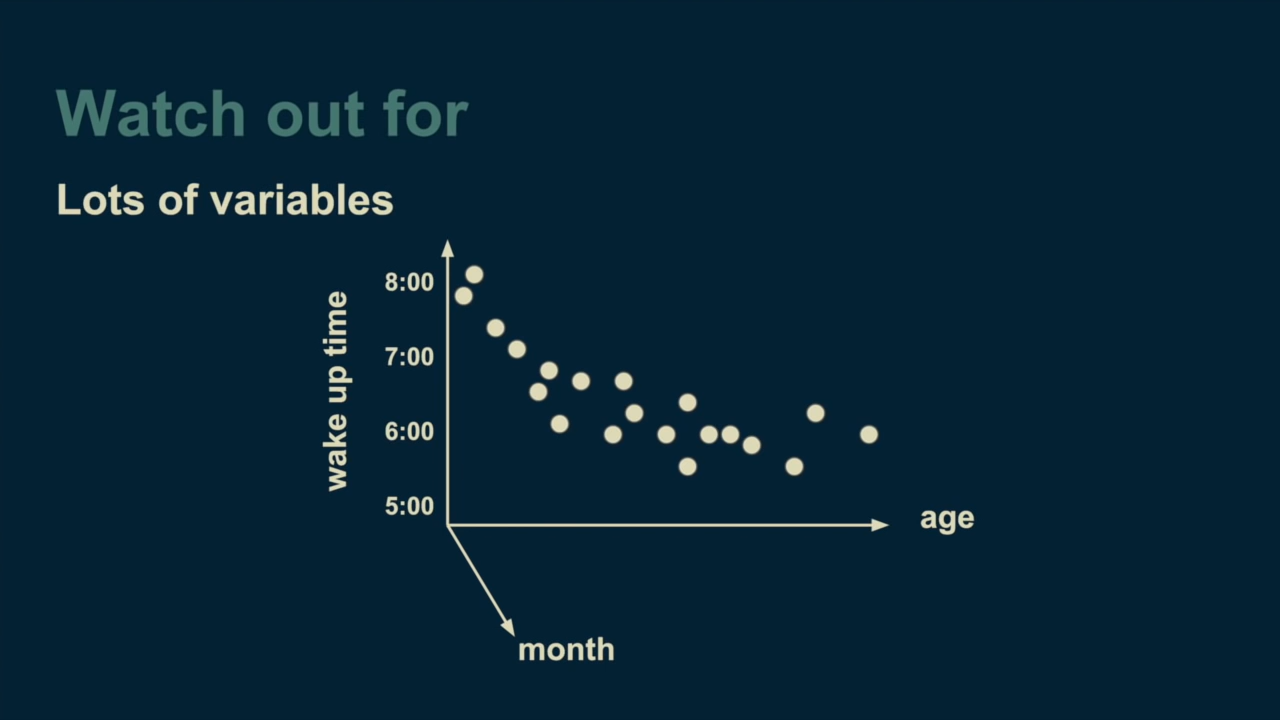 Watch out for
Lots of variables
8:00
7:00
6:00
5:00
wake up time
age
month